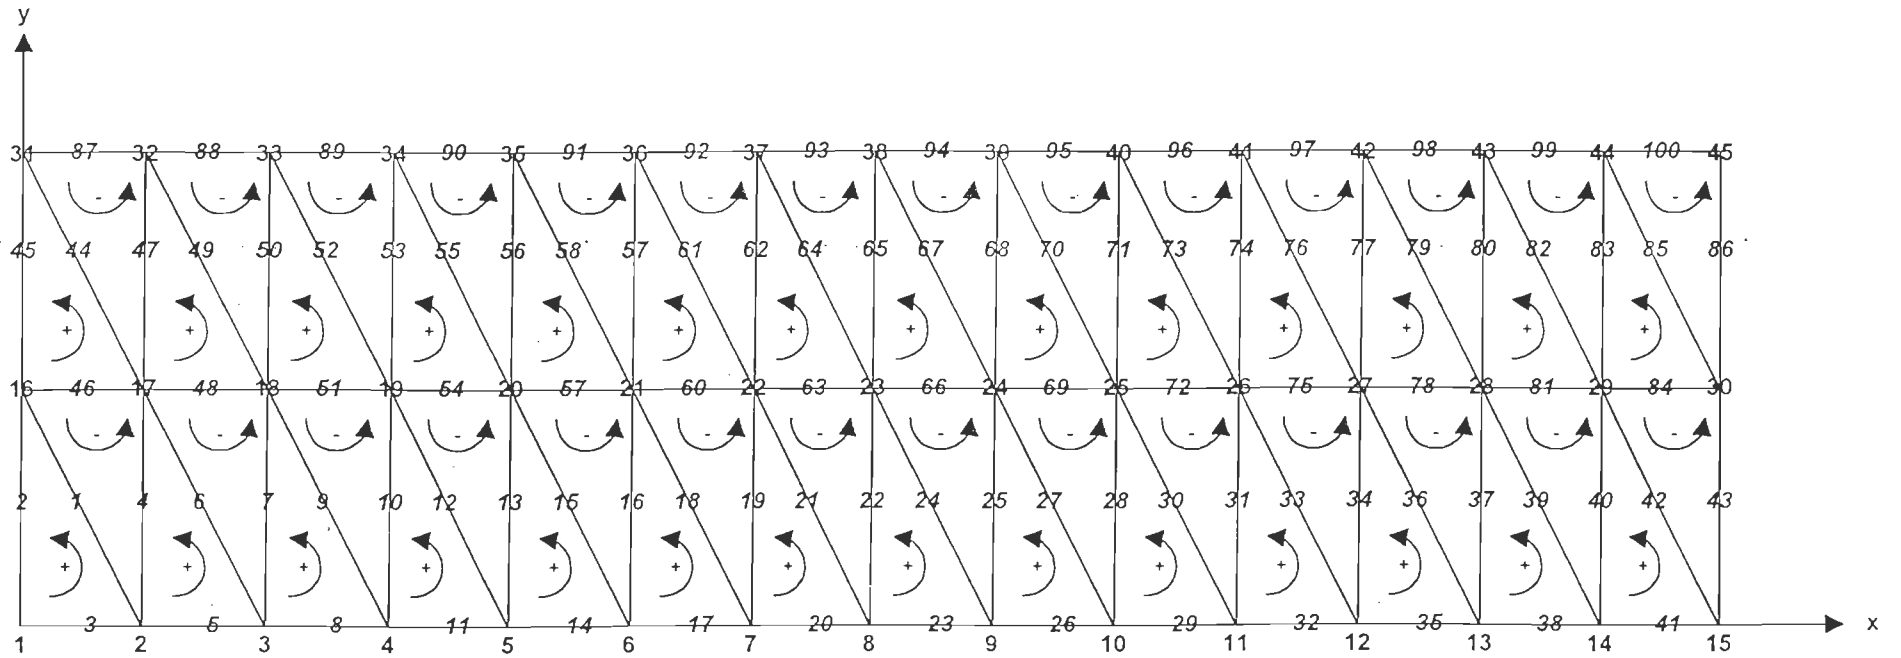 y
31 87 32 88 33 89 34 90 35 91 36 92 37 93 38 94 39 95 40 96 41 97 42 98 43 99 44 100 45
- - - - - - - - - - - - - -
45 44 47 49 50 52 53 55 56 58 57 61 62 64 65 67 68 70 71 73 74 76 77 79 80 82 83 85 86
+ + + + + + + + + + + + + +
16 46 17 48 18 51 19 54 20 57 21 60 22 63 23 66 24 69 25 72 26 75 27 78 28 81 29 84 30
- - - - - - - - - - - - - -
2 1 4 6 7 9 10 12 13 15 16 18 19 21 22 24 25 27 28 30 31 33 34 36 37 39 40 42 43
+ + + + + + + + + + + + + +
3 5 8 11 14 17 20 23 26 29 32 35 38 41 x
1 2 3 4 5 6 7 8 9 10 11 12 13 14 15